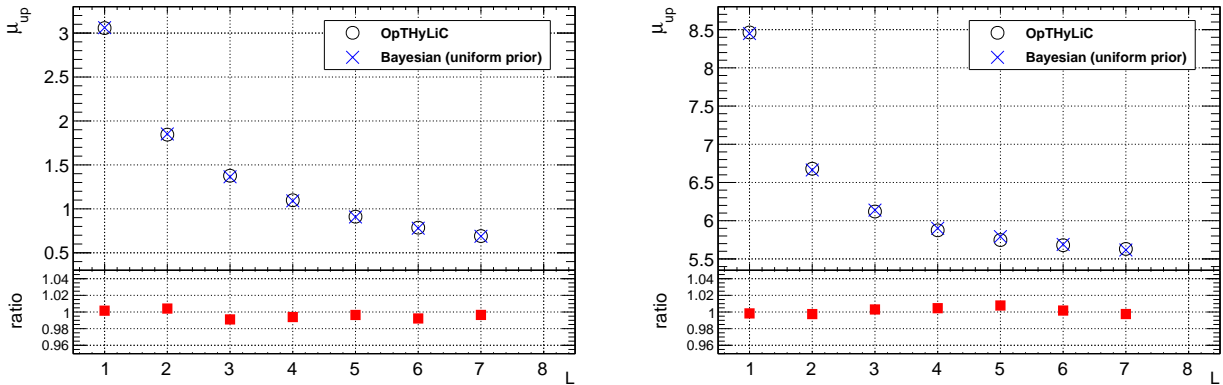 μup
3
2.5
2
1.5
1
0.5
OpTHyLiC
Bayesian (uniform prior)
ratio
1.04
1.02
1
0.98
0.96
1 2 3 4 5 6 7 8 L
μup
8.5
8
7.5
7
6.5
6
5.5
OpTHyLiC
Bayesian (uniform prior)
ratio
1.04
1.02
1
0.98
0.96
1 2 3 4 5 6 7 8 L